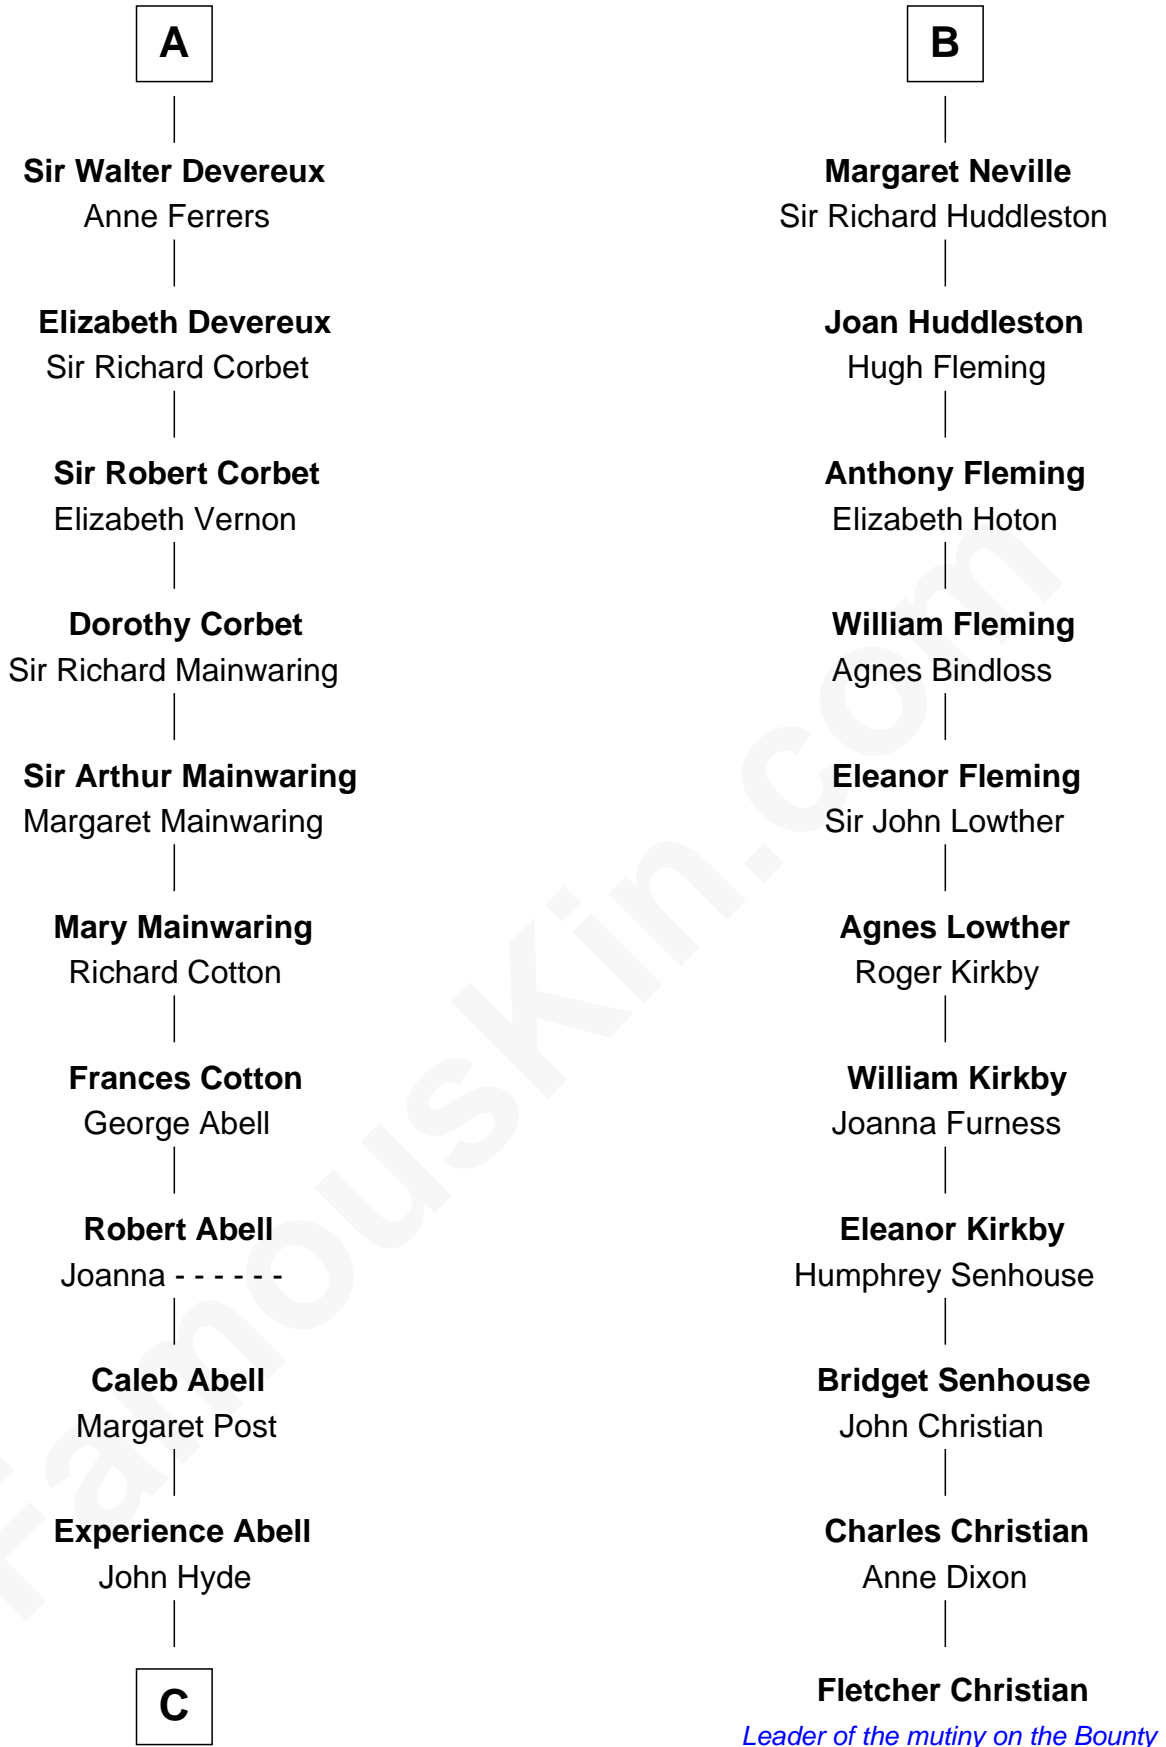 A
Sir Walter Devereux
Anne Ferrers
Elizabeth Devereux
Sir Richard Corbet
Sir Robert Corbet
Elizabeth Vernon
Dorothy Corbet
Sir Richard Mainwaring
Sir Arthur Mainwaring
Margaret Mainwaring
Mary Mainwaring
Richard Cotton
Frances Cotton
George Abell
Robert Abell
Joanna - - - - - -
Caleb Abell
Margaret Post
Experience Abell
John Hyde
C
B
Margaret Neville
Sir Richard Huddleston
Joan Huddleston
Hugh Fleming
Anthony Fleming
Elizabeth Hoton
William Fleming
Agnes Bindloss
Eleanor Fleming
Sir John Lowther
Agnes Lowther
Roger Kirkby
William Kirkby
Joanna Furness
Eleanor Kirkby
Humphrey Senhouse
Bridget Senhouse
John Christian
Charles Christian
Anne Dixon
Fletcher Christian
Leader of the mutiny on the Bounty
FamousKin.com